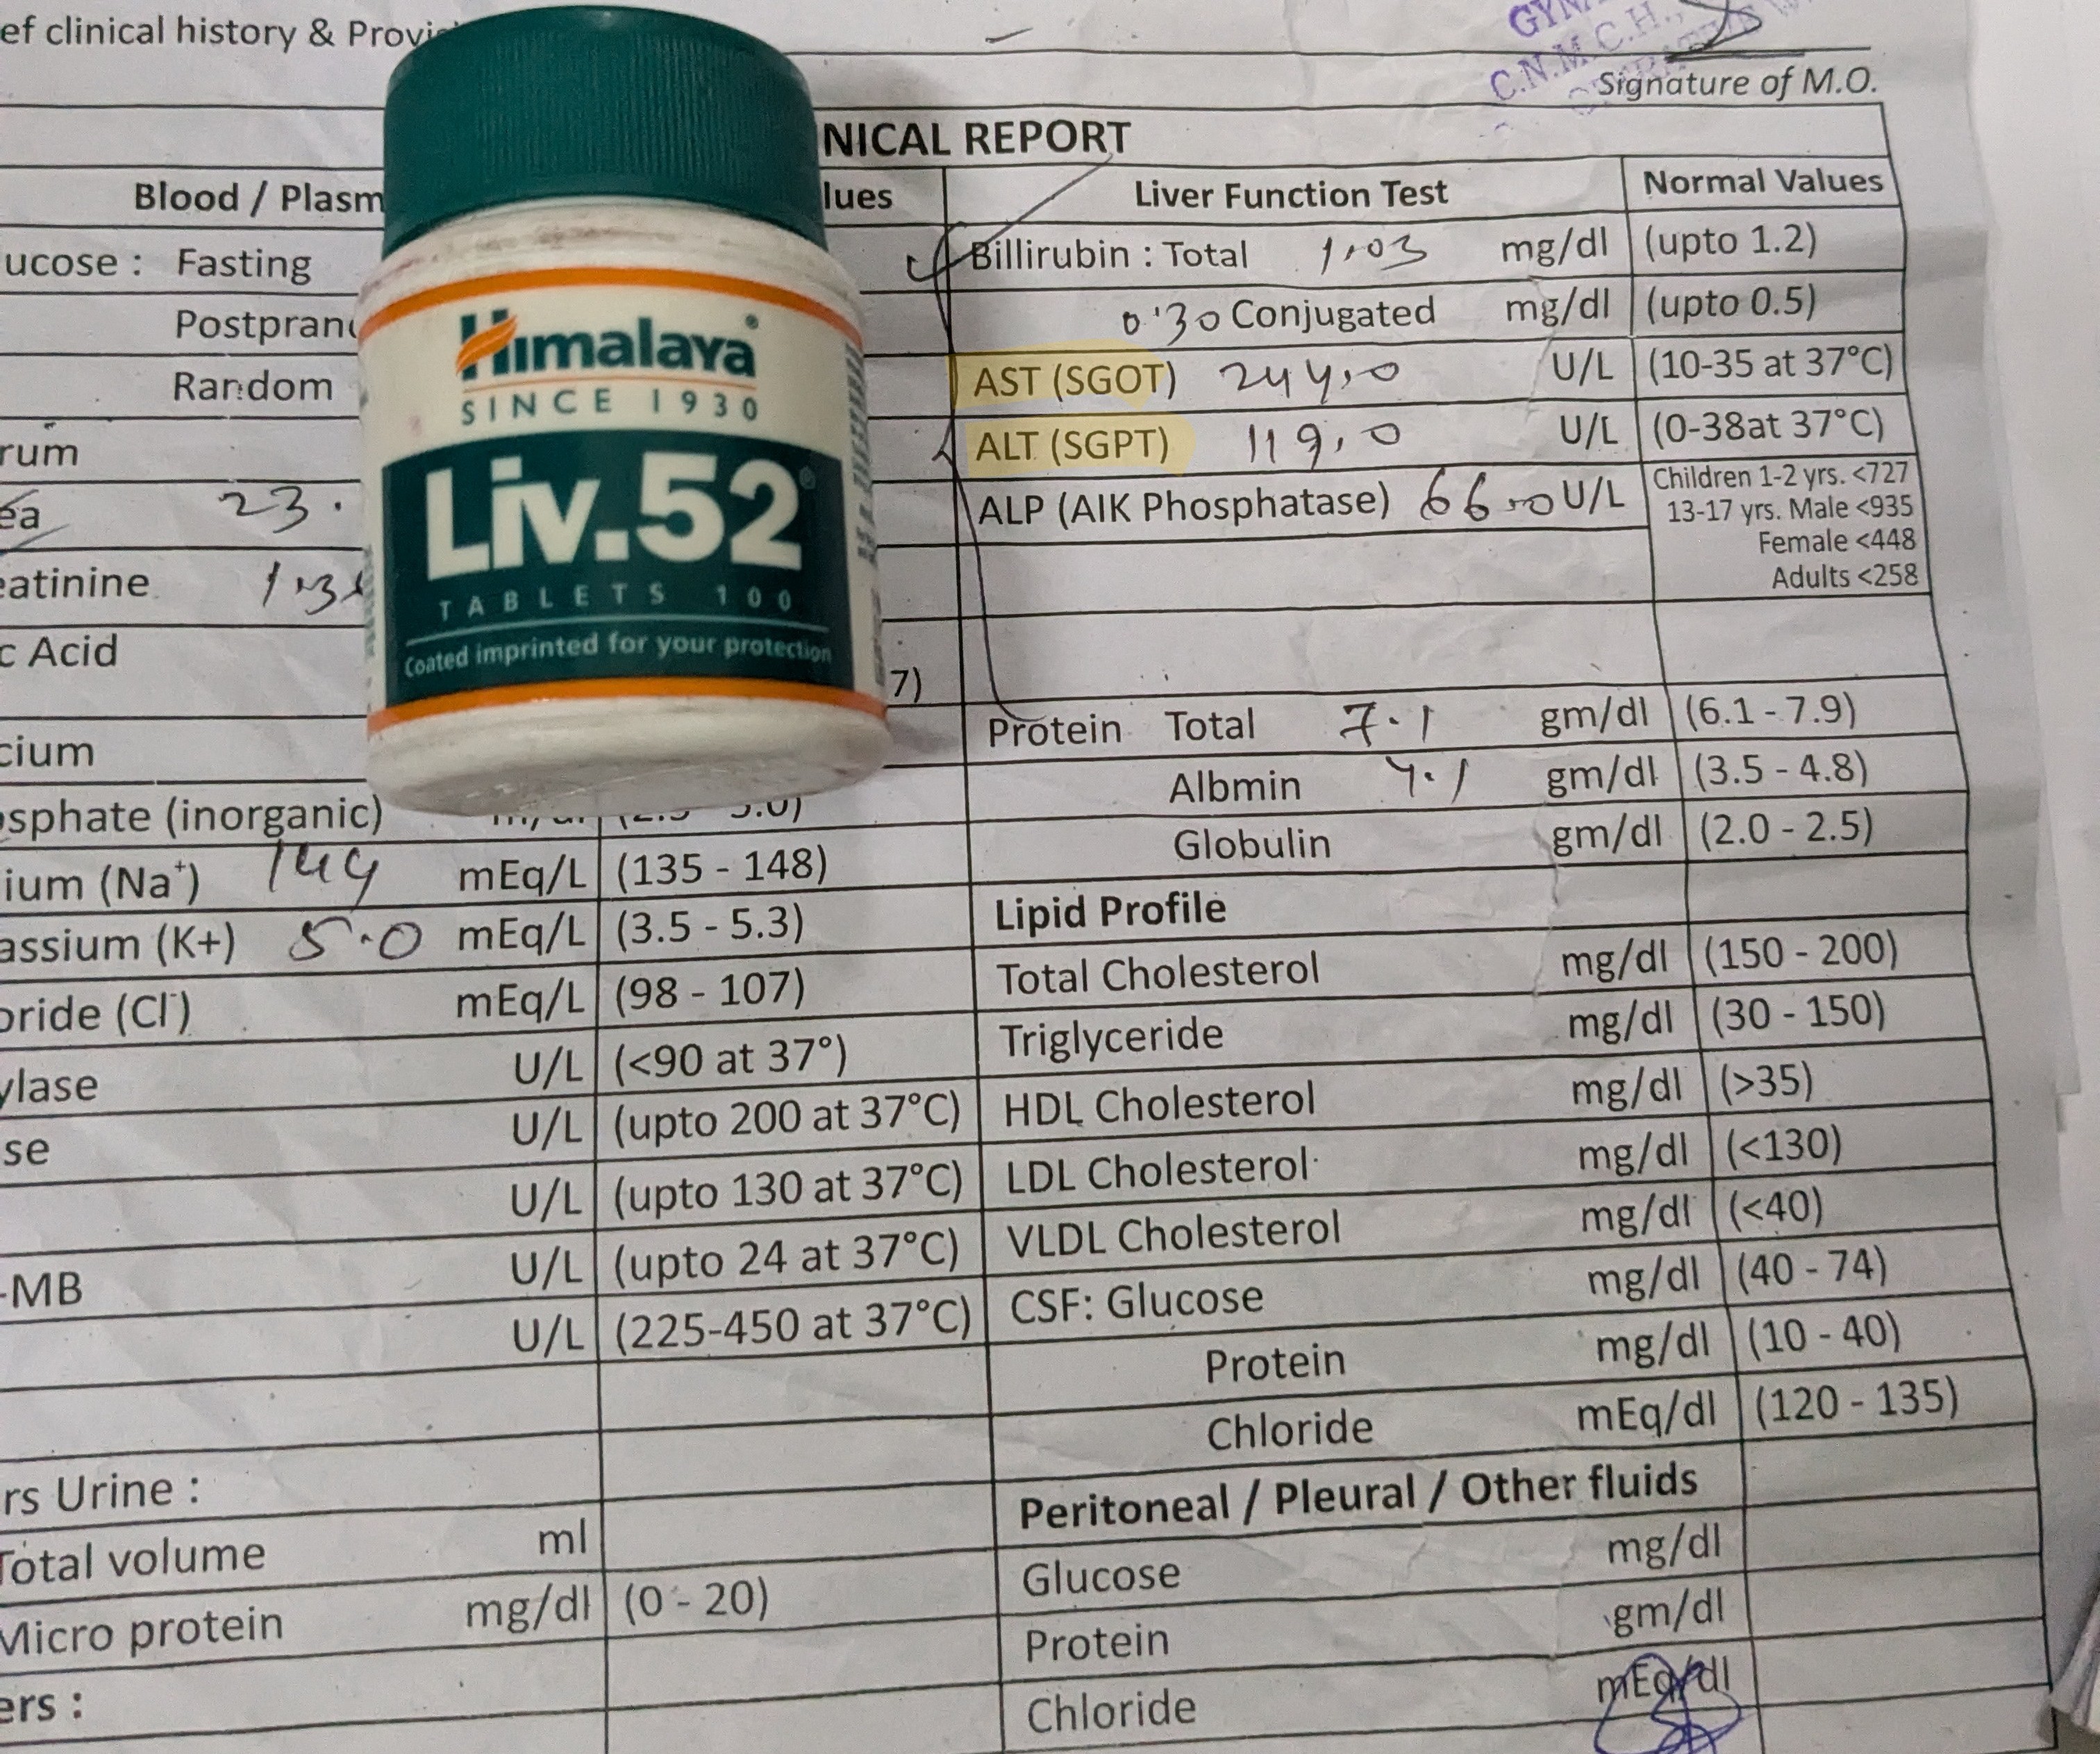 ef clinical history & Provi
GYN
C.N.M.C.H.,
Signature of M.O.
NICAL REPORT
Blood / Plasm
lues
Liver Function Test
Normal Values
ucose : Fasting
Billirubin : Total 1.03 mg/dl (upto 1.2)
Postpran
0.30 Conjugated mg/dl (upto 0.5)
Random
AST (SGOT) 244.0 U/L (10-35 at 37°C)
rum
ALT (SGPT) 119.0 U/L (0-38at 37°C)
ea 23.
ALP (AIK Phosphatase) 66.0 U/L
Children 1-2 yrs. <727
13-17 yrs. Male <935
Female <448
Adults <258
eatinine 1.3
c Acid
7)
cium
Protein Total 7.1 gm/dl (6.1 - 7.9)
Albmin 4.1 gm/dl (3.5 - 4.8)
Globulin gm/dl (2.0 - 2.5)
Himalaya
SINCE 1930
Liv.52®
TABLETS 100
Coated imprinted for your protection
osphate (inorganic)
ium (Na+) 144 mEq/L (135 - 148)
assium (K+) 5.0 mEq/L (3.5 - 5.3)
oride (Cl-) mEq/L (98 - 107)
ylase U/L (<90 at 37°)
se U/L (upto 200 at 37°C)
U/L (upto 130 at 37°C)
-MB U/L (upto 24 at 37°C)
U/L (225-450 at 37°C)
rs Urine :
Total volume ml
Micro protein mg/dl (0 - 20)
ers :
Lipid Profile
Total Cholesterol mg/dl (150 - 200)
Triglyceride mg/dl (30 - 150)
HDL Cholesterol mg/dl (>35)
LDL Cholesterol mg/dl (<130)
VLDL Cholesterol mg/dl (<40)
CSF: Glucose mg/dl (40 - 74)
Protein mg/dl (10 - 40)
Chloride mEq/dl (120 - 135)
Peritoneal / Pleural / Other fluids
Glucose mg/dl
Protein gm/dl
Chloride mEq/dl